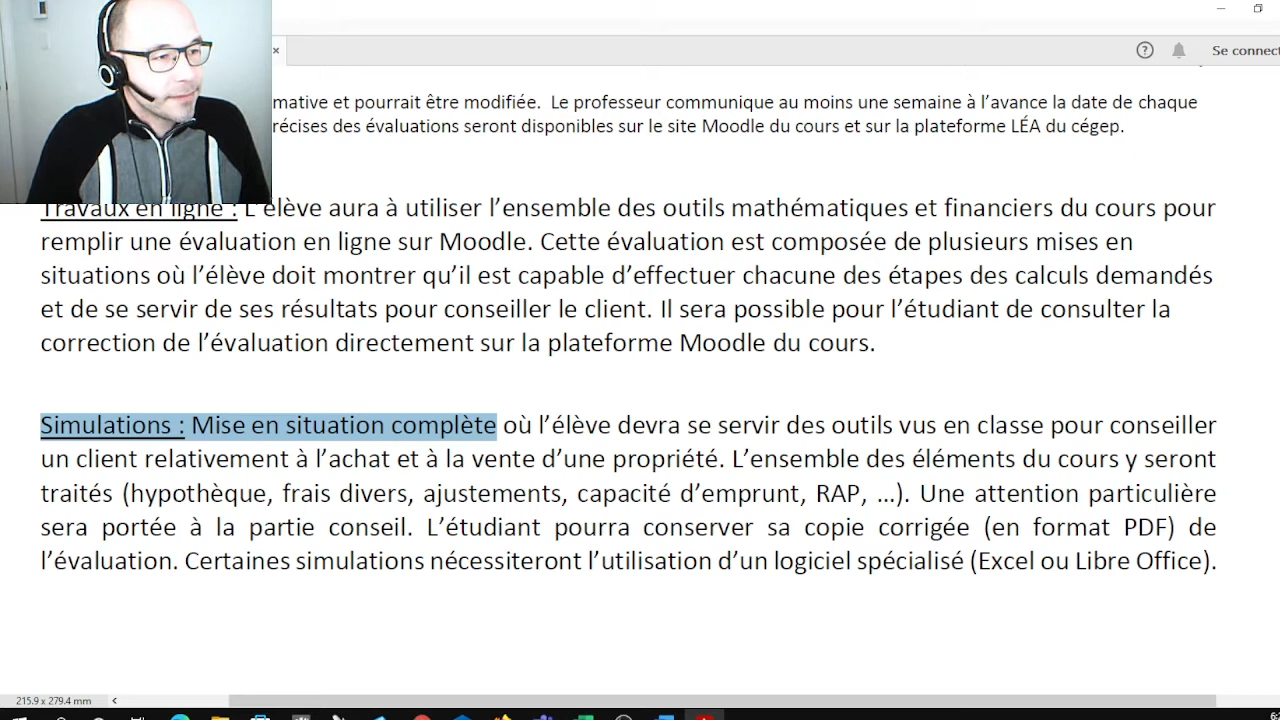 Se connect
mative et pourrait être modifiée. Le professeur communique au moins une semaine à l’avance la date de chaque
récises des évaluations seront disponibles sur le site Moodle du cours et sur la plateforme LÉA du cégep.
Travaux en ligne : L’élève aura à utiliser l’ensemble des outils mathématiques et financiers du cours pour
remplir une évaluation en ligne sur Moodle. Cette évaluation est composée de plusieurs mises en
situations où l’élève doit montrer qu’il est capable d’effectuer chacune des étapes des calculs demandés
et de se servir de ses résultats pour conseiller le client. Il sera possible pour l’étudiant de consulter la
correction de l’évaluation directement sur la plateforme Moodle du cours.
Simulations : Mise en situation complète où l’élève devra se servir des outils vus en classe pour conseiller
un client relativement à l’achat et à la vente d’une propriété. L’ensemble des éléments du cours y seront
traités (hypothèque, frais divers, ajustements, capacité d’emprunt, RAP, …). Une attention particulière
sera portée à la partie conseil. L’étudiant pourra conserver sa copie corrigée (en format PDF) de
l’évaluation. Certaines simulations nécessiteront l’utilisation d’un logiciel spécialisé (Excel ou Libre Office).
215.9 x 279.4 mm